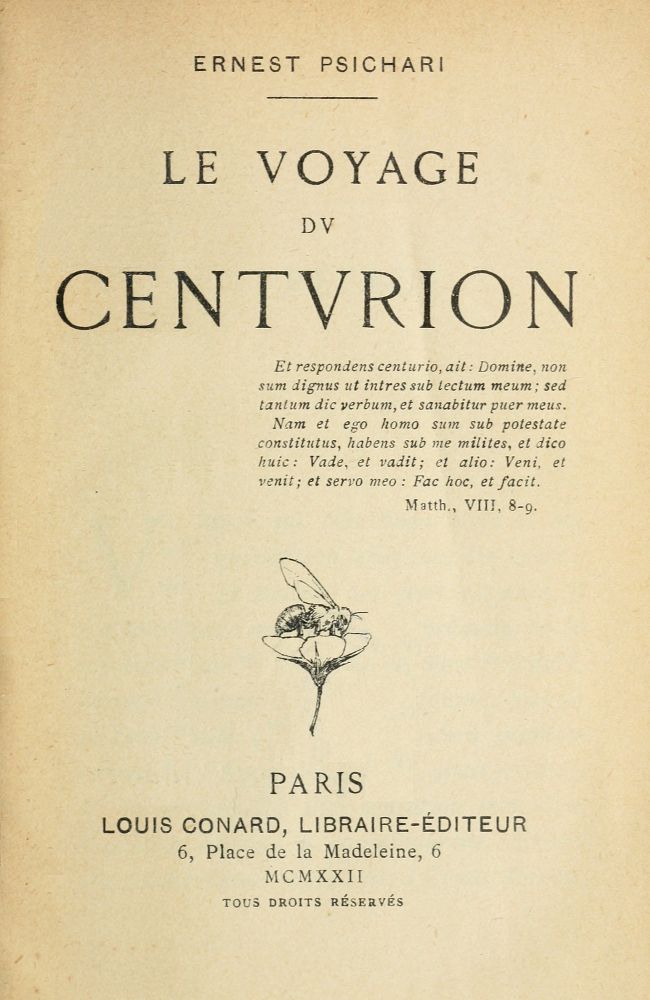 ERNEST PSICHARI
LE VOYAGE
DV
CENTVRION
Et respondens centurio, ait : Domine, non
sum dignus ut intres sub tectum meum ; sed
tantum dic verbum, et sanabitur puer meus.
Nam et ego homo sum sub potestate
constitutus, habens sub me milites, et dico
huic : Vade, et vadit ; et alio : Veni, et
venit ; et servo meo : Fac hoc, et facit.
Matth., VIII, 8-9.
PARIS
LOUIS CONARD, LIBRAIRE-ÉDITEUR
6, Place de la Madeleine, 6
MCMXXII
TOUS DROITS RÉSERVÉS